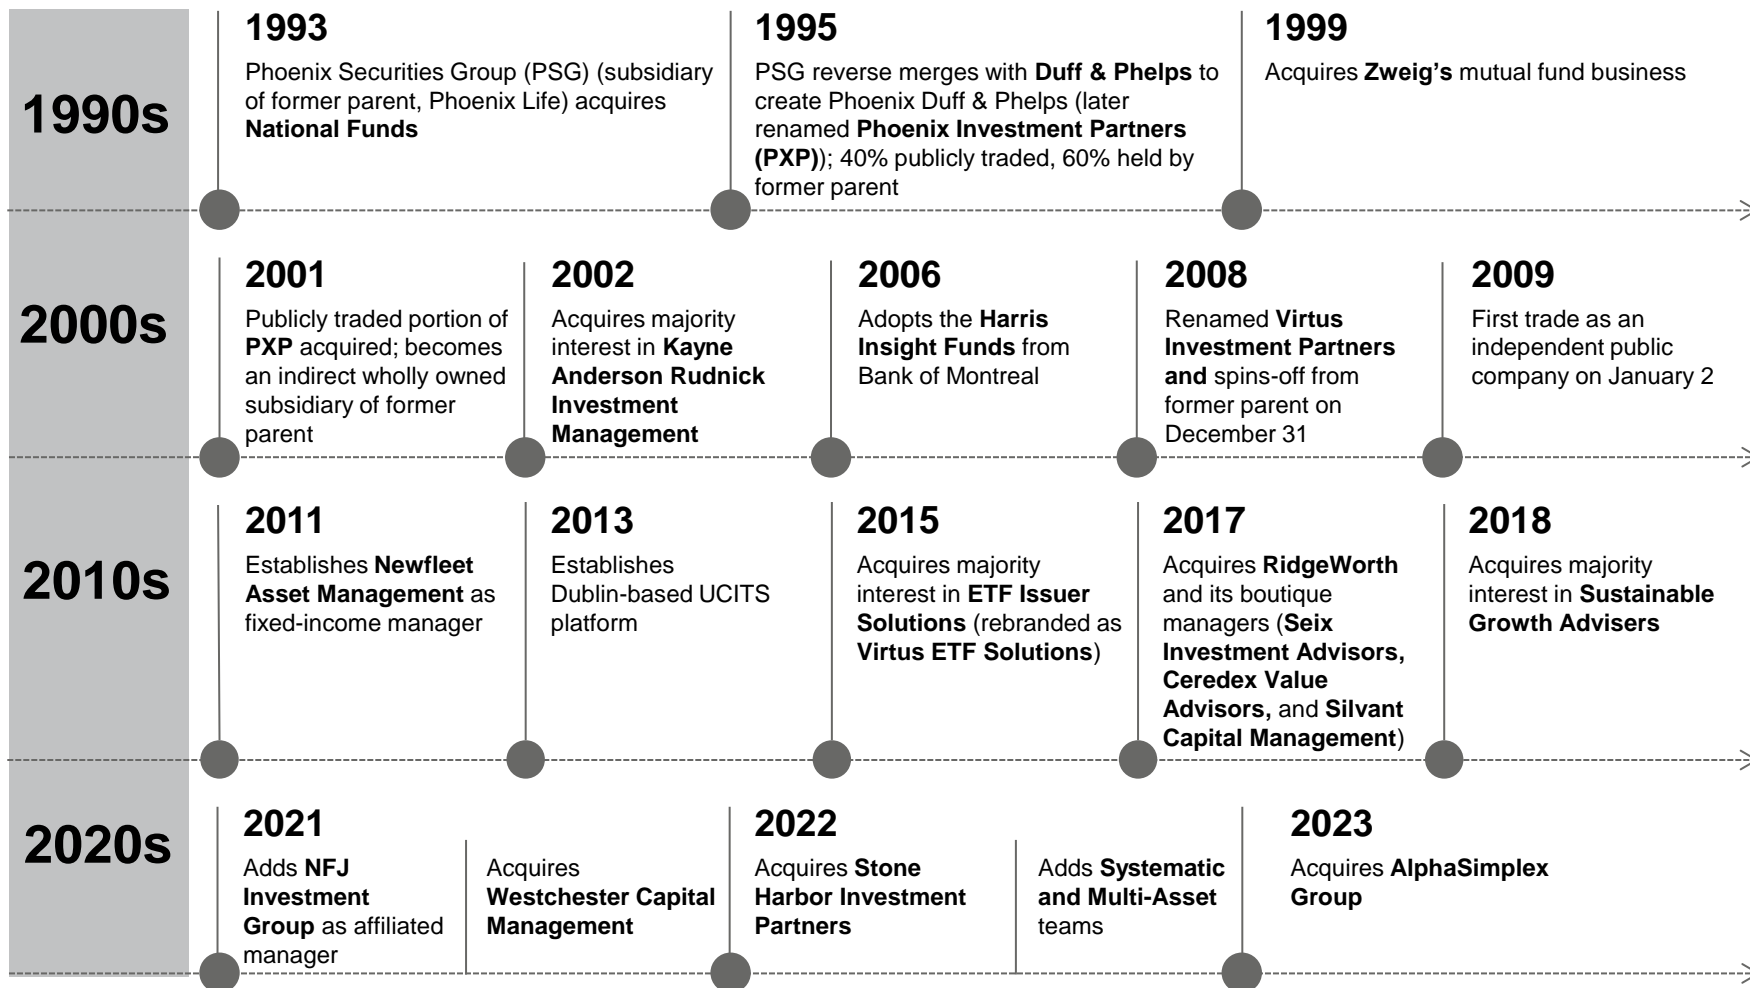 1990s
1993
Phoenix Securities Group (PSG) (subsidiary
of former parent, Phoenix Life) acquires
National Funds
1995
PSG reverse merges with Duff & Phelps to
create Phoenix Duff & Phelps (later
renamed Phoenix Investment Partners
(PXP)); 40% publicly traded, 60% held by
former parent
1999
Acquires Zweig’s mutual fund business
2000s
2001
Publicly traded portion of
PXP acquired; becomes
an indirect wholly owned
subsidiary of former
parent
2002
Acquires majority
interest in Kayne
Anderson Rudnick
Investment
Management
2006
Adopts the Harris
Insight Funds from
Bank of Montreal
2008
Renamed Virtus
Investment Partners
and spins-off from
former parent on
December 31
2009
First trade as an
independent public
company on January 2
2010s
2011
Establishes Newfleet
Asset Management as
fixed-income manager
2013
Establishes
Dublin-based UCITS
platform
2015
Acquires majority
interest in ETF Issuer
Solutions (rebranded as
Virtus ETF Solutions)
2017
Acquires RidgeWorth
and its boutique
managers (Seix
Investment Advisors,
Ceredex Value
Advisors, and Silvant
Capital Management)
2018
Acquires majority
interest in Sustainable
Growth Advisers
2020s
2021
Adds NFJ
Investment
Group as affiliated
manager
Acquires
Westchester Capital
Management
2022
Acquires Stone
Harbor Investment
Partners
Adds Systematic
and Multi-Asset
teams
2023
Acquires AlphaSimplex
Group